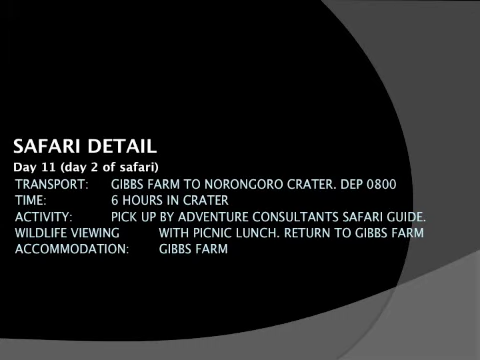 SAFARI DETAIL
Day 11 (day 2 of safari)
TRANSPORT: GIBBS FARM TO NORONGORO CRATER. DEP 0800
TIME: 6 HOURS IN CRATER
ACTIVITY: PICK UP BY ADVENTURE CONSULTANTS SAFARI GUIDE.
WILDLIFE VIEWING WITH PICNIC LUNCH. RETURN TO GIBBS FARM
ACCOMMODATION: GIBBS FARM